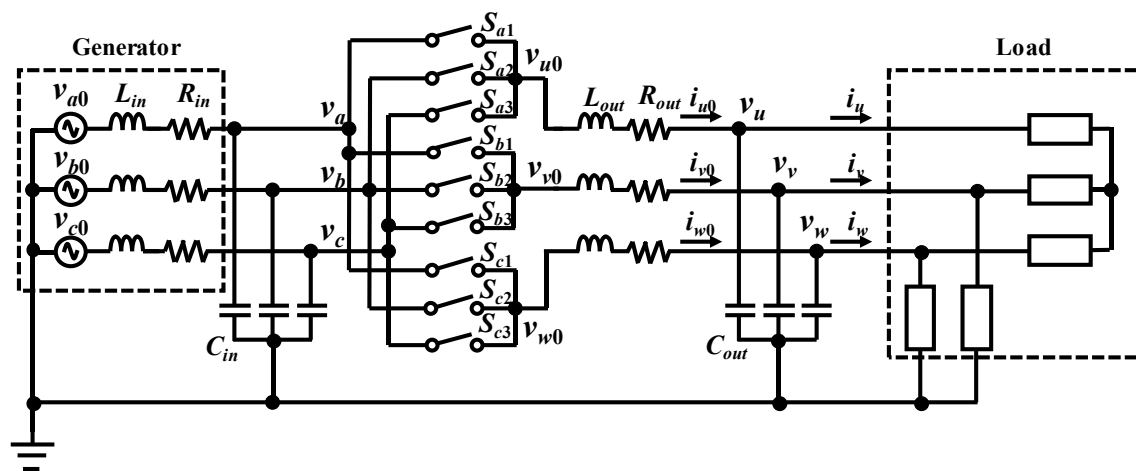 Generator
Load
va0
Lin
Rin
vb0
vc0
va
vb
vc
Cin
Sa1
Sa2
Sa3
Sb1
Sb2
Sb3
Sc1
Sc2
Sc3
vu0
vv0
vw0
Lout
Rout
iu0
iv0
iw0
vu
vv
vw
iu
iv
iw
Cout